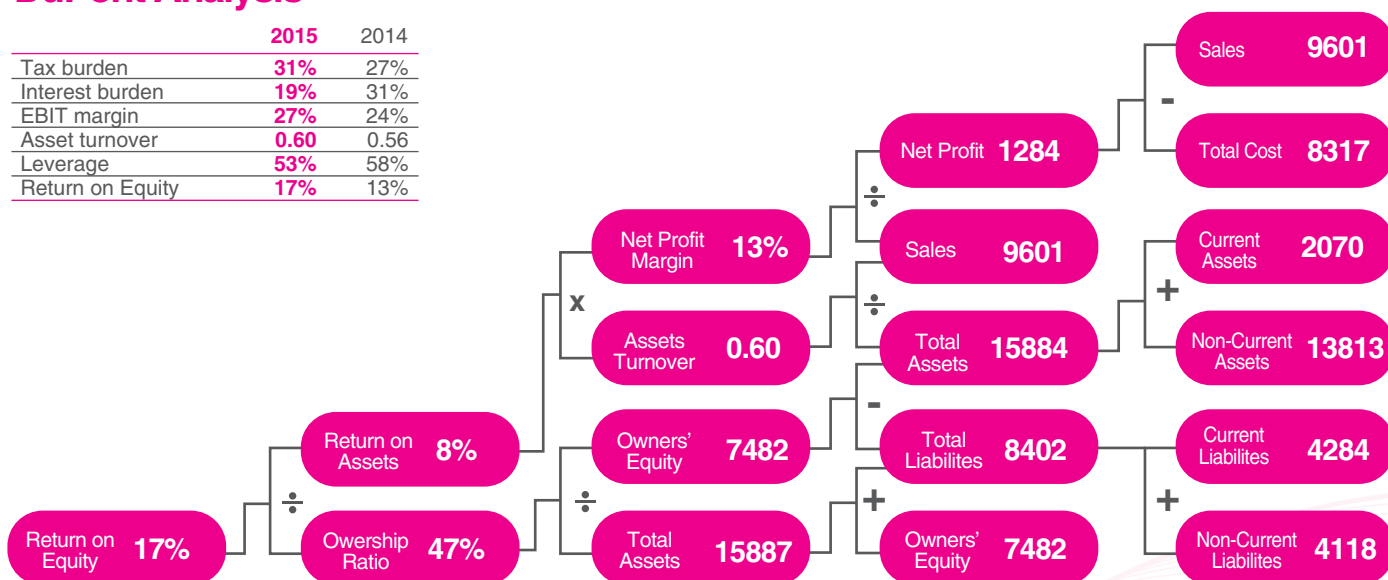 DuPont Analysis
2015 2014
Tax burden 31% 27%
Interest burden 19% 31%
EBIT margin 27% 24%
Asset turnover 0.60 0.56
Leverage 53% 58%
Return on Equity 17% 13%
Return on
Equity 17%
÷
Return on
Assets 8%
Owership
Ratio 47%
x
Net Profit
Margin 13%
Assets
Turnover 0.60
÷
Owners'
Equity 7482
Total
Assets 15887
÷
Net Profit 1284
Sales 9601
÷
Total
Assets 15884
-
Total
Liabilites 8402
+
Owners'
Equity 7482
Sales 9601
-
Total Cost 8317
Current
Assets 2070
+
Non-Current
Assets 13813
Current
Liabilites 4284
+
Non-Current
Liabilites 4118